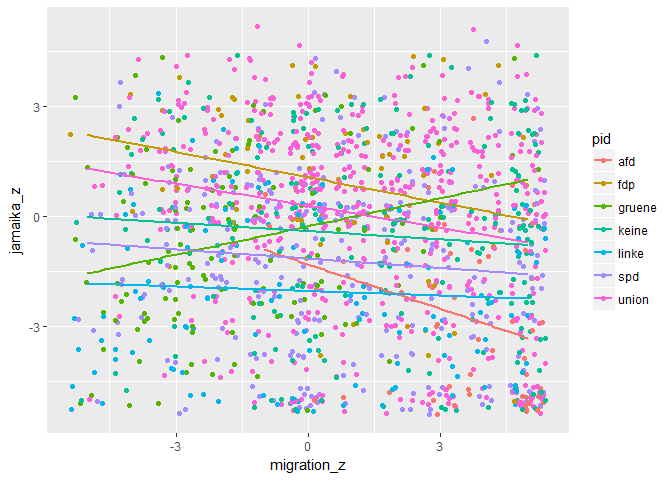 3
0
-3
jamaika_z
-3
0
3
migration_z
pid
afd
fdp
gruene
keine
linke
spd
union